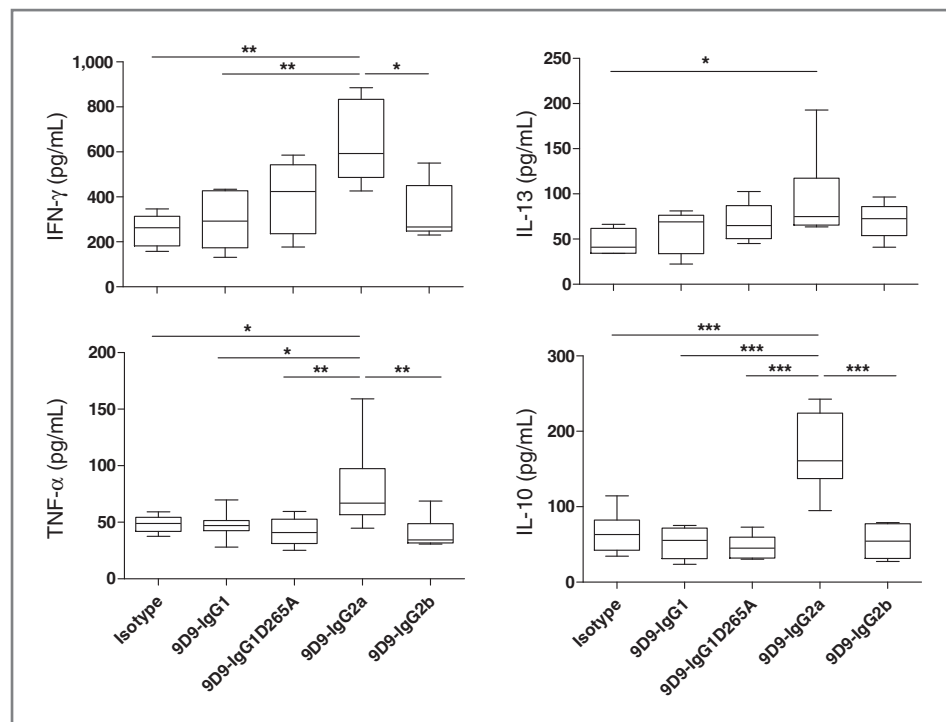 **
**
*
1,000
800
600
400
200
0
IFN-γ (pg/mL)
*
250
200
150
100
50
0
IL-13 (pg/mL)
*
*
**
**
200
150
100
50
0
TNF-α (pg/mL)
Isotype
9D9-IgG1
9D9-IgG1D265A
9D9-IgG2a
9D9-IgG2b
***
***
***
***
300
200
100
0
IL-10 (pg/mL)
Isotype
9D9-IgG1
9D9-IgG1D265A
9D9-IgG2a
9D9-IgG2b